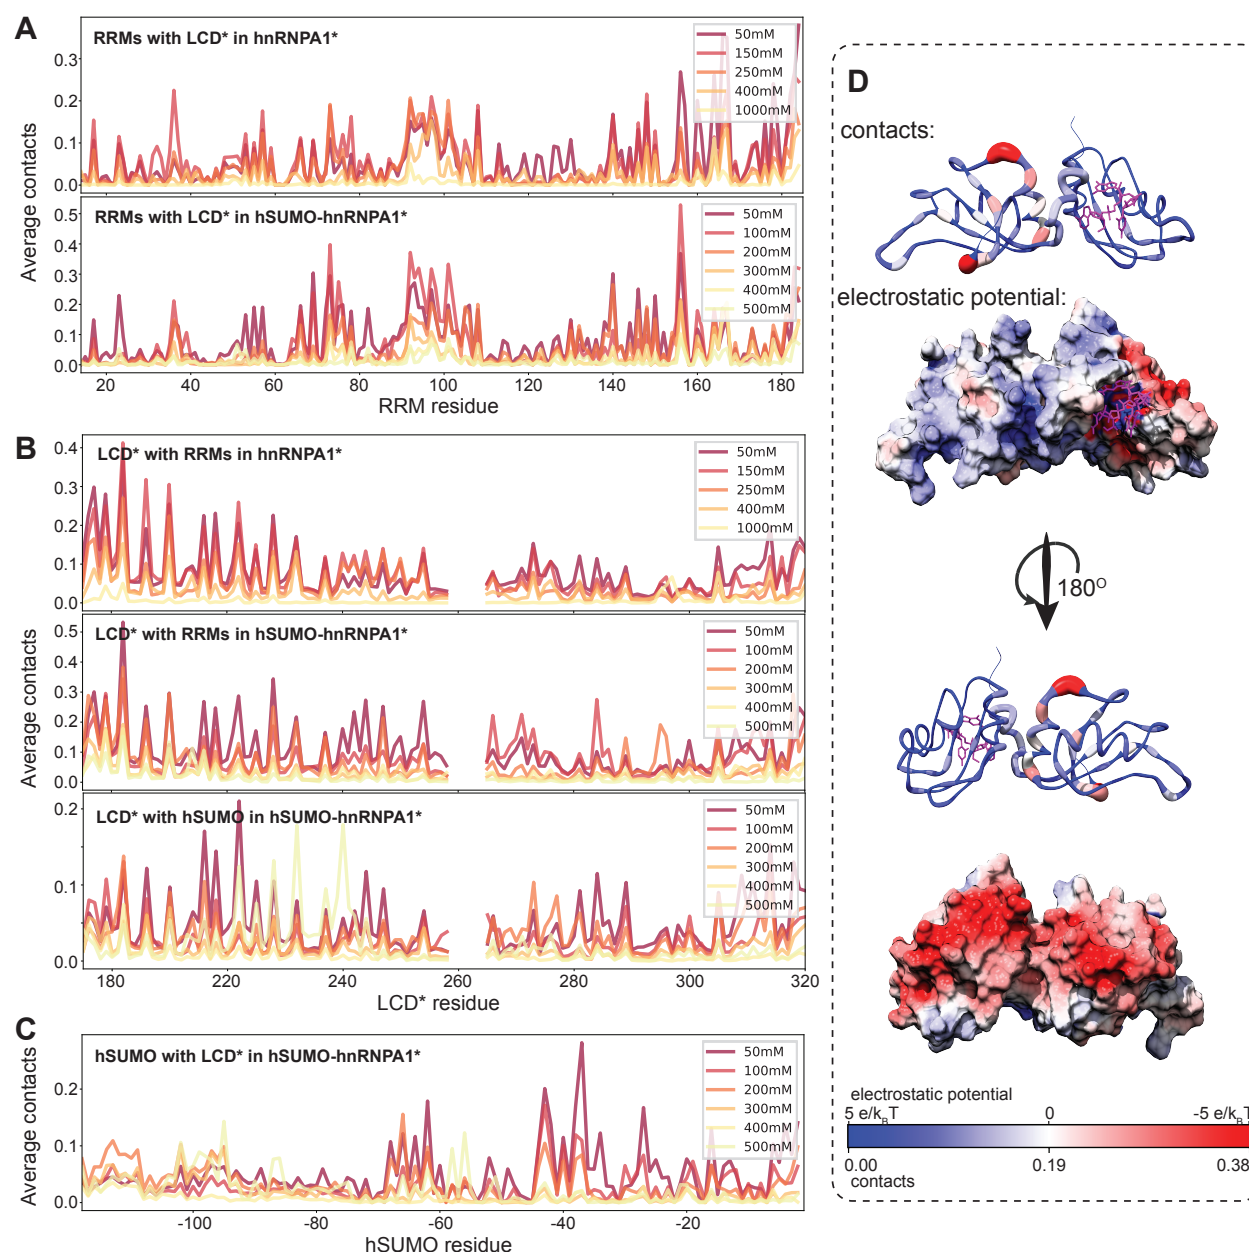 A
RRMs with LCD* in hnRNPA1*
50mM
150mM
250mM
400mM
1000mM
0.3
0.2
0.1
0.0
Average contacts
RRMs with LCD* in hSUMO-hnRNPA1*
50mM
100mM
200mM
300mM
400mM
500mM
0.5
0.4
0.3
0.2
0.1
0.0
20 40 60 80 100 120 140 160 180
RRM residue
B
LCD* with RRMs in hnRNPA1*
50mM
150mM
250mM
400mM
1000mM
0.4
0.3
0.2
0.1
0.0
Average contacts
LCD* with RRMs in hSUMO-hnRNPA1*
50mM
100mM
200mM
300mM
400mM
500mM
0.5
0.4
0.3
0.2
0.1
0.0
LCD* with hSUMO in hSUMO-hnRNPA1*
50mM
100mM
200mM
300mM
400mM
500mM
0.2
0.1
0.0
180 220 240 260 280 300 320
LCD* residue
C
hSUMO with LCD* in hSUMO-hnRNPA1*
50mM
100mM
200mM
300mM
400mM
500mM
0.2
0.1
0.0
Average contacts
-100 -80 -60 -40 -20
hSUMO residue
D
contacts:
electrostatic potential:
180°
electrostatic potential
5 e/kBT 0 -5 e/kBT
0.00 0.19 0.38
contacts